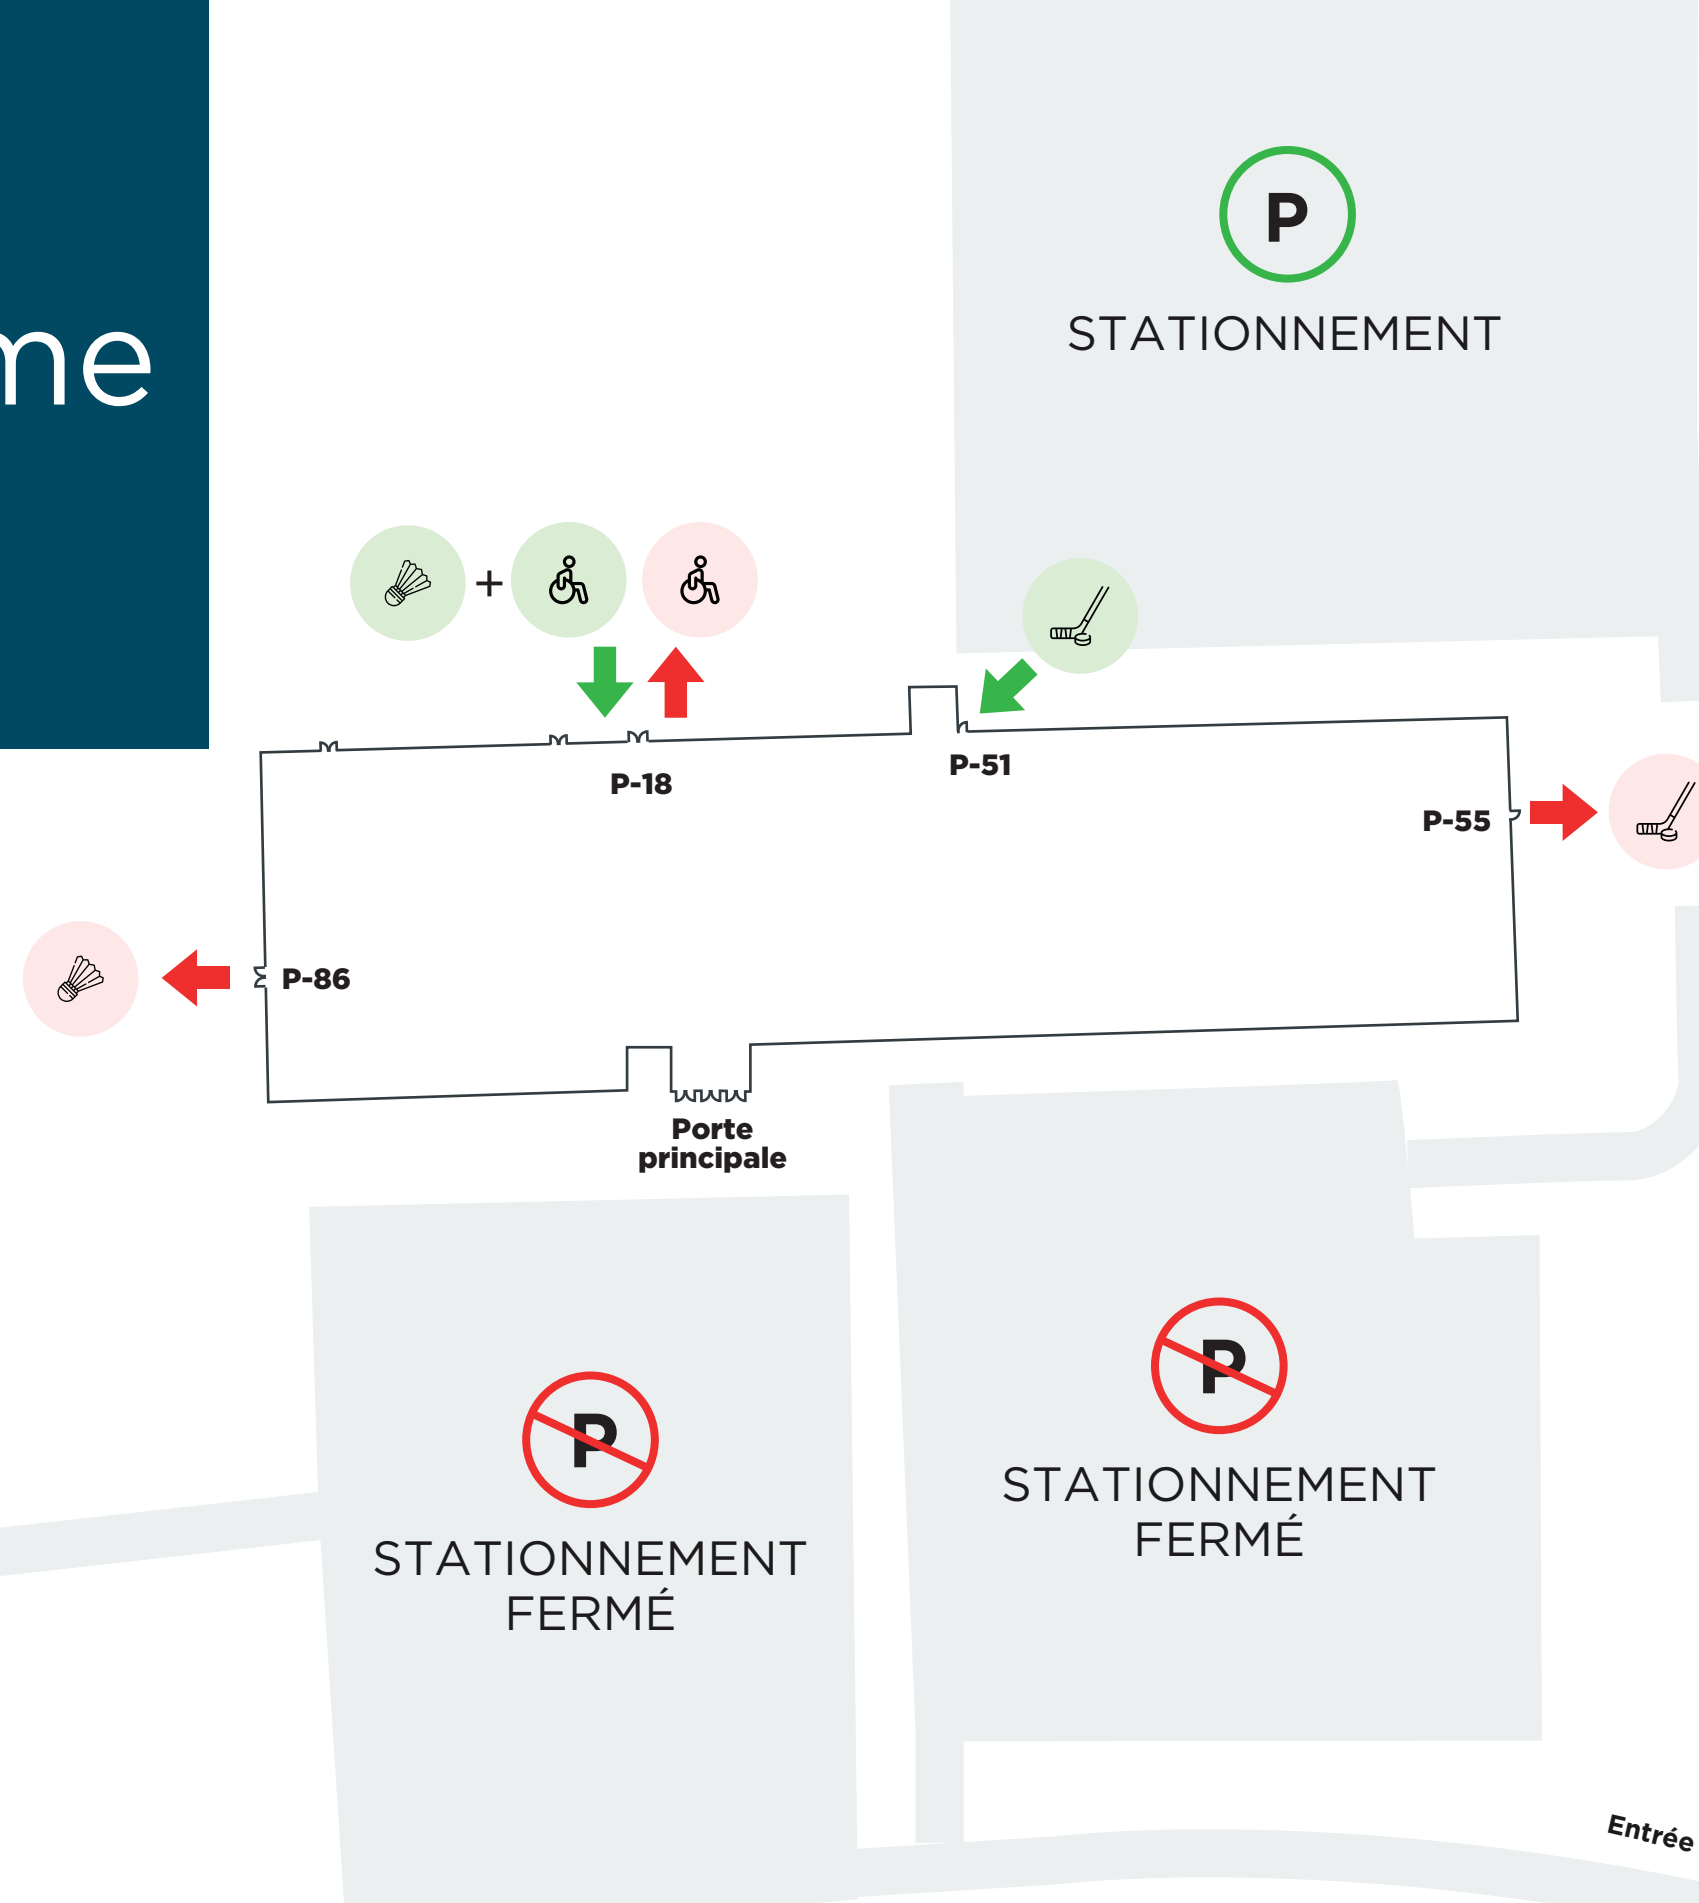 me
P
STATIONNEMENT
+
P-18
P-51
P-55
P-86
Porte
principale
P
STATIONNEMENT
FERMÉ
P
STATIONNEMENT
FERMÉ
Entrée